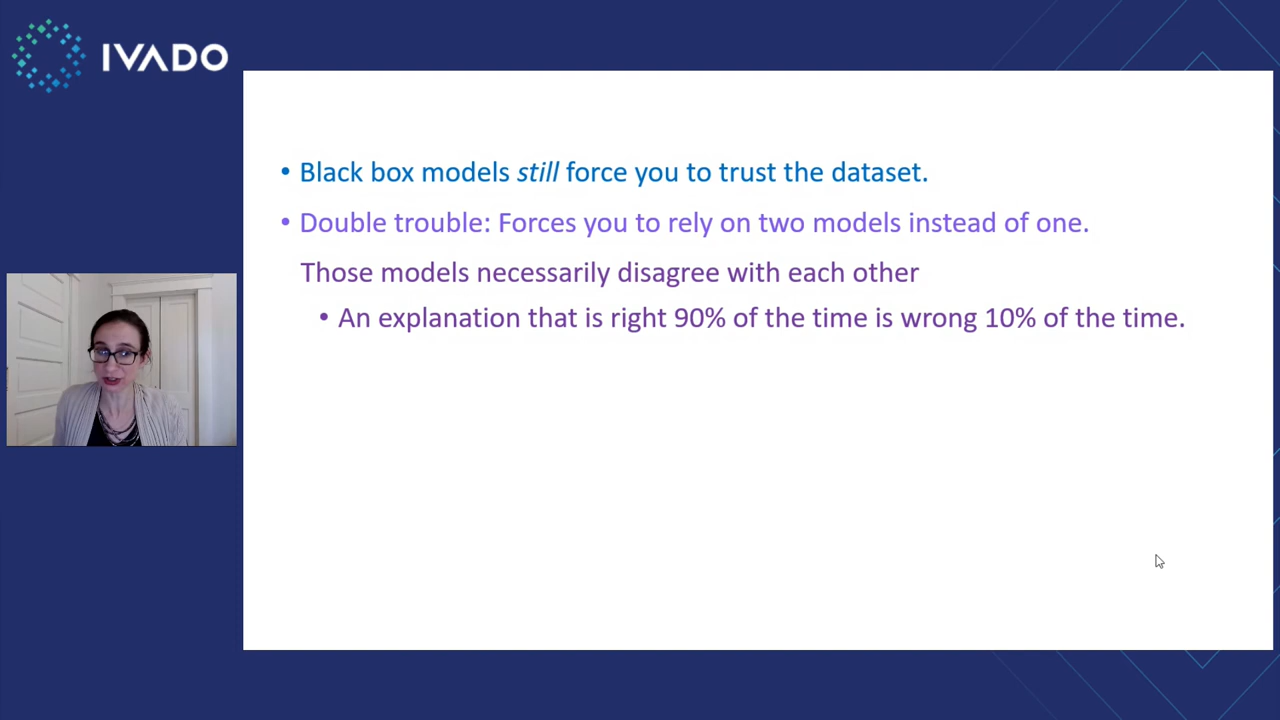 IVADO
• Black box models still force you to trust the dataset.
• Double trouble: Forces you to rely on two models instead of one.
Those models necessarily disagree with each other
• An explanation that is right 90% of the time is wrong 10% of the time.